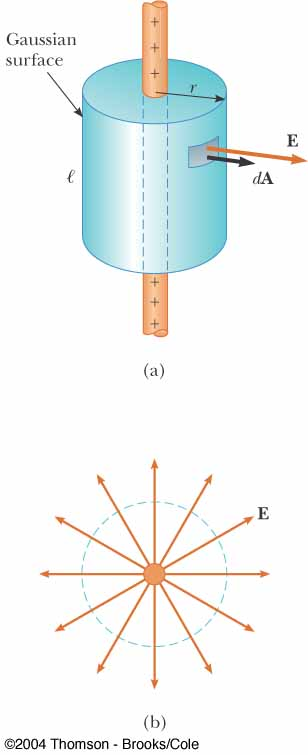 Gaussian
surface
+
+
+
r
E
dA
ℓ
+
+
+
(a)
E
(b)
©2004 Thomson - Brooks/Cole